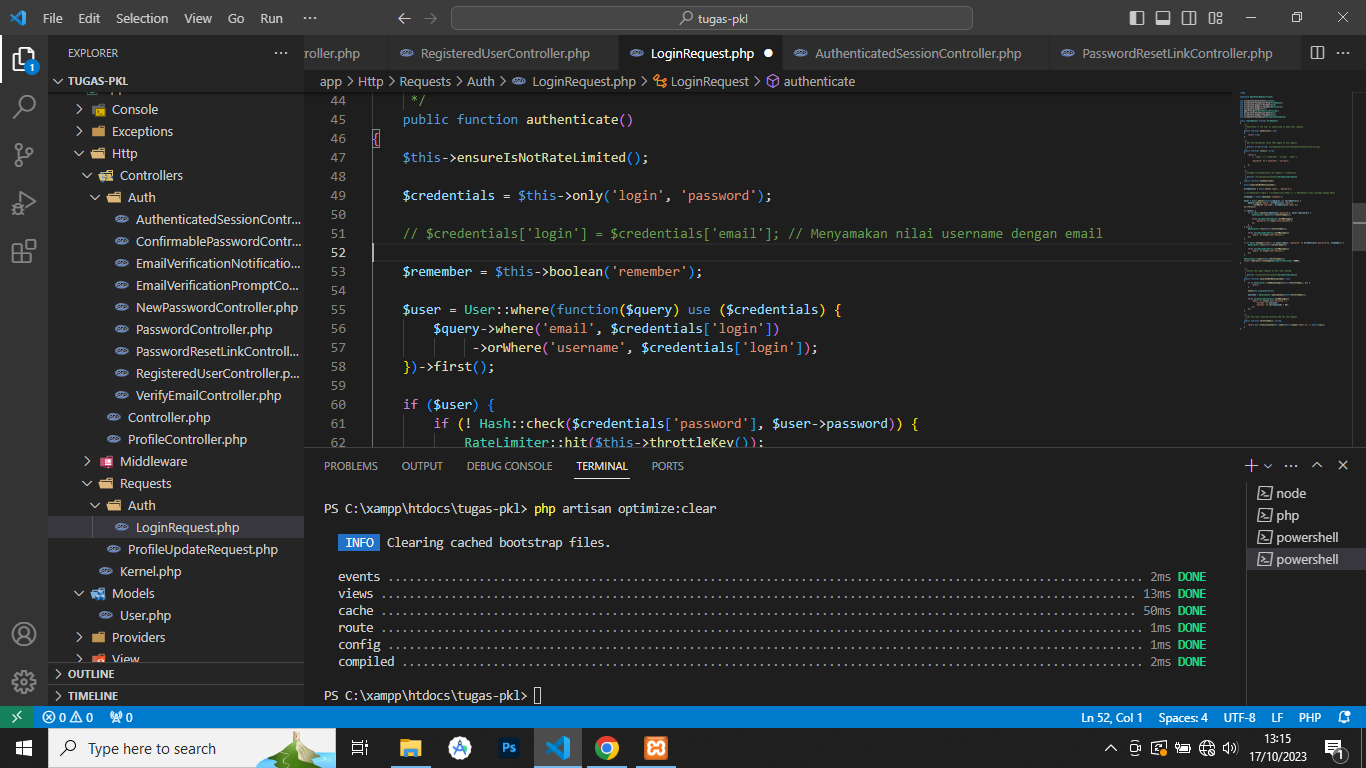 File Edit Selection View Go Run ··· tugas-pkl
EXPLORER ···
TUGAS-PKL
Console
Exceptions
Http
Controllers
Auth
AuthenticatedSessionContr...
ConfirmablePasswordContr...
EmailVerificationNotificatio...
EmailVerificationPromptCo...
NewPasswordController.php
PasswordController.php
PasswordResetLinkControll...
RegisteredUserController.p...
VerifyEmailController.php
Controller.php
ProfileController.php
Middleware
Requests
Auth
LoginRequest.php
ProfileUpdateRequest.php
Kernel.php
Models
User.php
Providers
View
OUTLINE
TIMELINE
roller.php RegisteredUserController.php LoginRequest.php AuthenticatedSessionController.php PasswordResetLinkController.php ···
app > Http > Requests > Auth > LoginRequest.php > LoginRequest > authenticate
44 */
45 public function authenticate()
46 {
47 $this->ensureIsNotRateLimited();
48
49 $credentials = $this->only('login', 'password');
50
51 // $credentials['login'] = $credentials['email']; // Menyamakan nilai username dengan email
52
53 $remember = $this->boolean('remember');
54
55 $user = User::where(function($query) use ($credentials) {
56 $query->where('email', $credentials['login'])
57 ->orWhere('username', $credentials['login']);
58 })->first();
59
60 if ($user) {
61 if (! Hash::check($credentials['password'], $user->password)) {
62 RateLimiter::hit($this->throttleKey());
PROBLEMS OUTPUT DEBUG CONSOLE TERMINAL PORTS
PS C:\xampp\htdocs\tugas-pkl> php artisan optimize:clear
INFO Clearing cached bootstrap files.
events ........ 2ms DONE
views ........ 13ms DONE
cache ........ 50ms DONE
route ........ 1ms DONE
config ........ 1ms DONE
compiled ........ 2ms DONE
PS C:\xampp\htdocs\tugas-pkl>
node
php
powershell
powershell
1
0 0 0 Ln 52, Col 1 Spaces: 4 UTF-8 LF PHP
Type here to search
13:15
17/10/2023
1